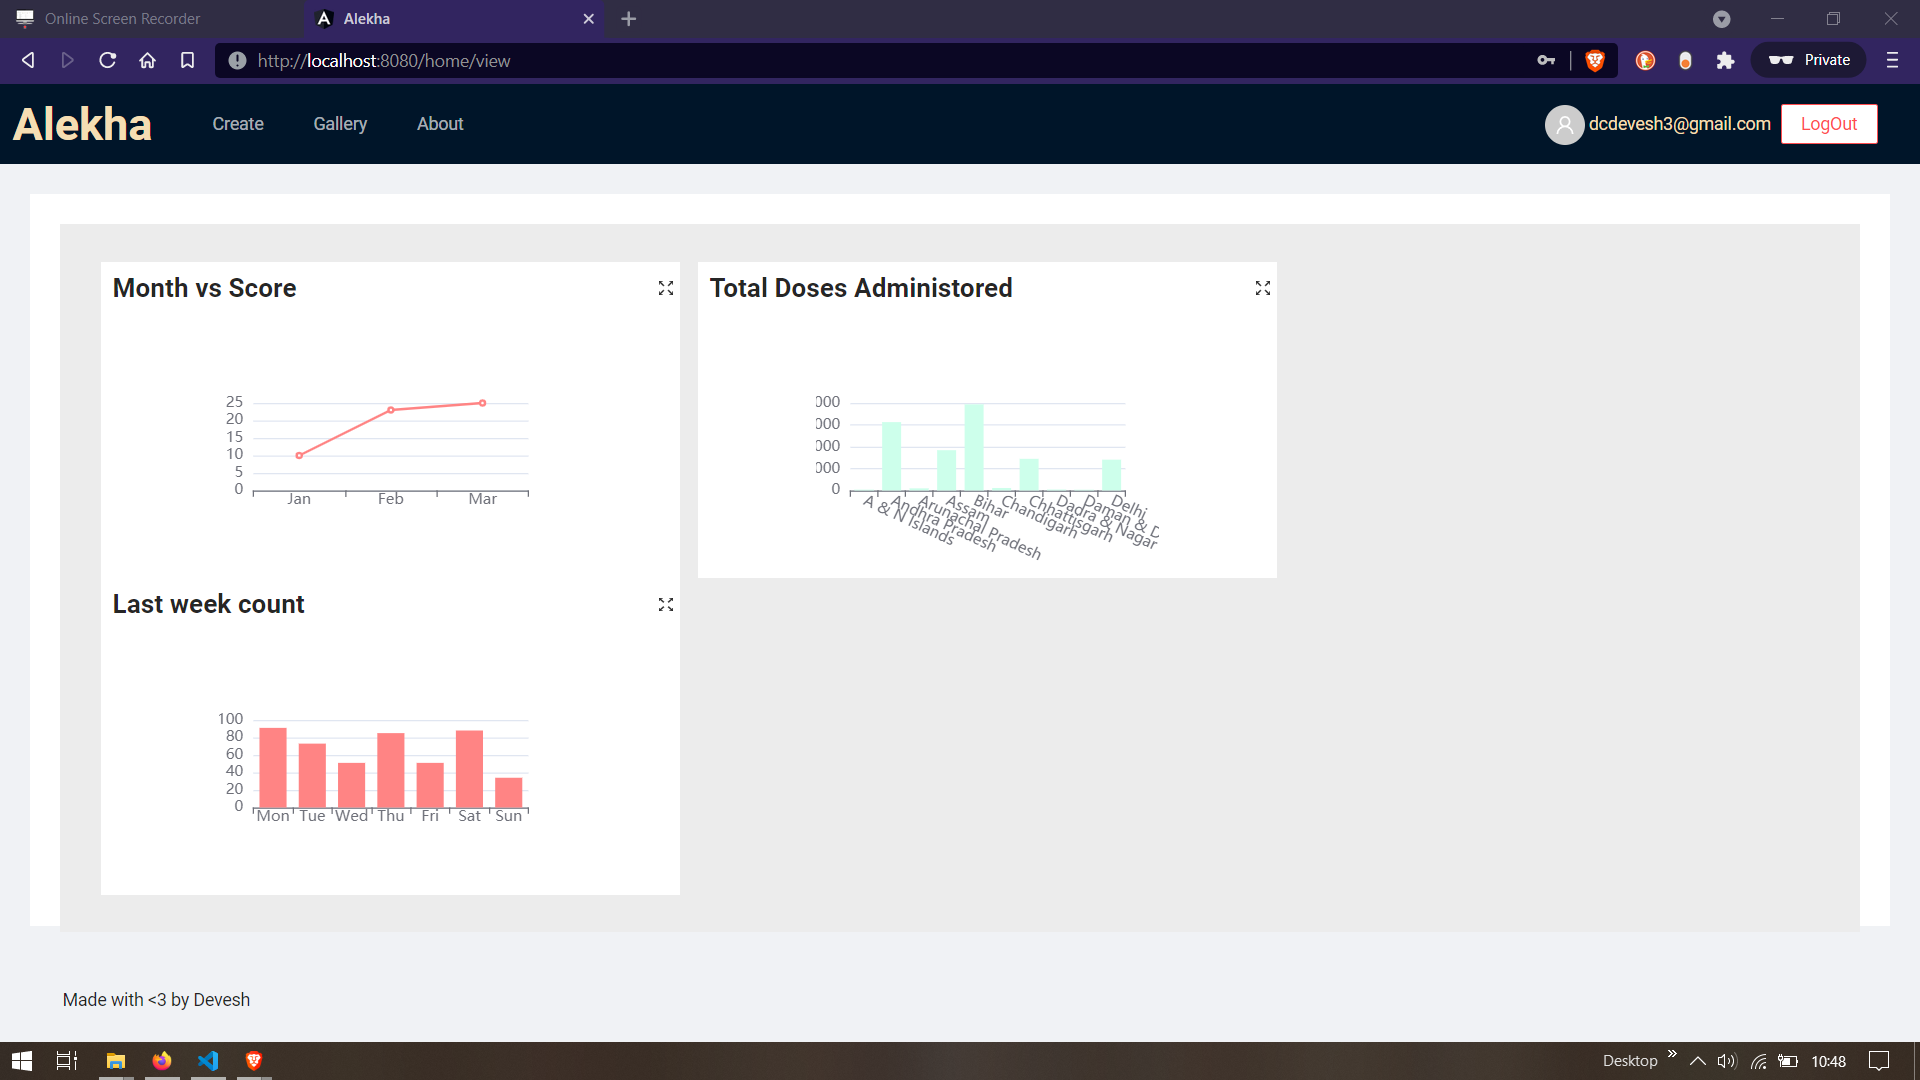 Online Screen Recorder
Alekha
http://localhost:8080/home/view
Private
Alekha
Create
Gallery
About
dcdevesh3@gmail.com
LogOut
Month vs Score
25
20
15
10
5
0
Jan
Feb
Mar
Total Doses Administored
000
000
000
000
0
A & N Islands
Andhra Pradesh
Arunachal Pradesh
Assam
Bihar
Chandigarh
Chhattisgarh
Dadra & Nagar
Daman & D
Delhi
Last week count
100
80
60
40
20
0
Mon
Tue
Wed
Thu
Fri
Sat
Sun
Made with <3 by Devesh
Desktop
10:48